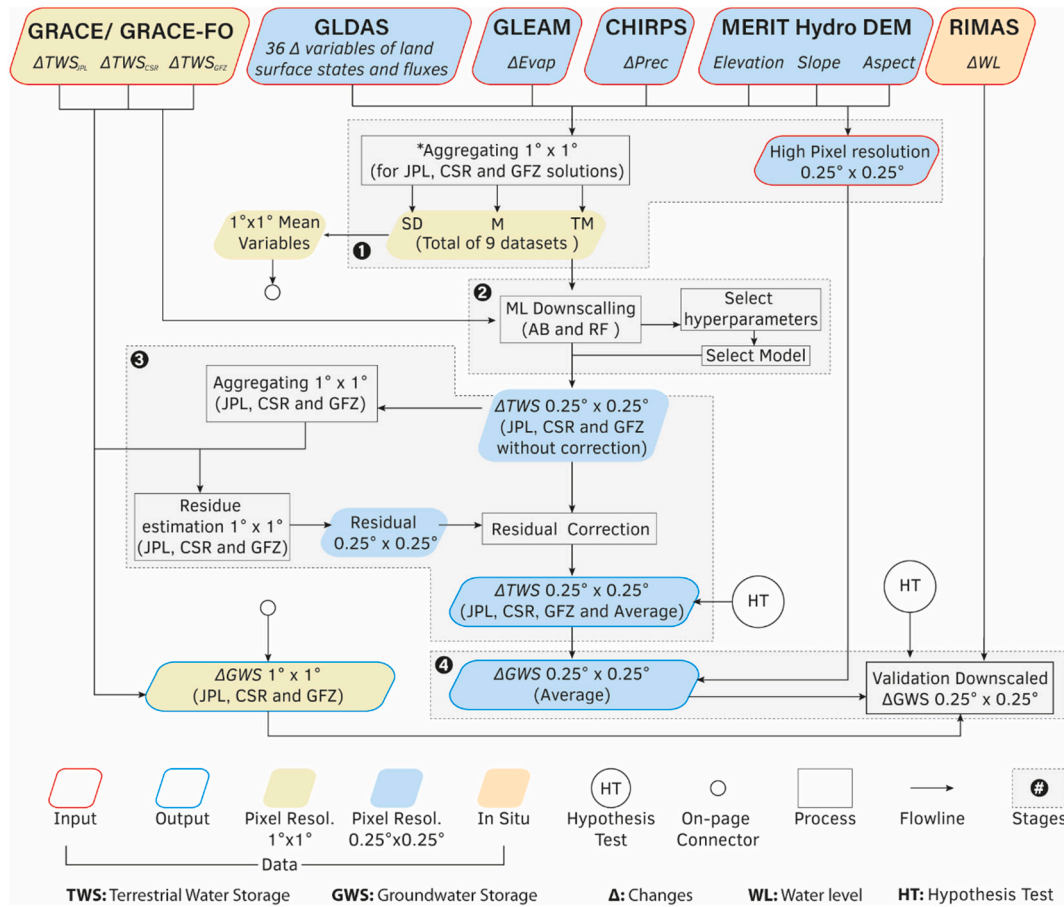 GRACE/ GRACE-FO
ΔTWS JPL ΔTWS CSR ΔTWS GFZ
GLDAS
36 Δ variables of land
surface states and fluxes
GLEAM
ΔEvap
CHIRPS
ΔPrec
MERIT Hydro DEM
Elevation Slope Aspect
RIMAS
ΔWL
*Aggregating 1° x 1°
(for JPL, CSR and GFZ solutions)
High Pixel resolution
0.25° x 0.25°
SD M TM
(Total of 9 datasets )
1°x1° Mean
Variables
1
2
ML Downscalling
(AB and RF )
Select
hyperparameters
Select Model
3
Aggregating 1° x 1°
(JPL, CSR and GFZ)
ΔTWS 0.25° x 0.25°
(JPL, CSR and GFZ
without correction)
Residue
estimation 1° x 1°
(JPL, CSR and GFZ)
Residual
0.25° x 0.25°
Residual Correction
ΔTWS 0.25° x 0.25°
(JPL, CSR, GFZ and Average)
HT
HT
ΔGWS 1° x 1°
(JPL, CSR and GFZ)
4
ΔGWS 0.25° x 0.25°
(Average)
Validation Downscaled
ΔGWS 0.25° x 0.25°
Input
Output
Pixel Resol.
1°x1°
Pixel Resol.
0.25°x0.25°
In Situ
HT
Hypothesis
Test
On-page
Connector
Process
Flowline
#
Stages
Data
TWS: Terrestrial Water Storage GWS: Groundwater Storage Δ: Changes WL: Water level HT: Hypothesis Test